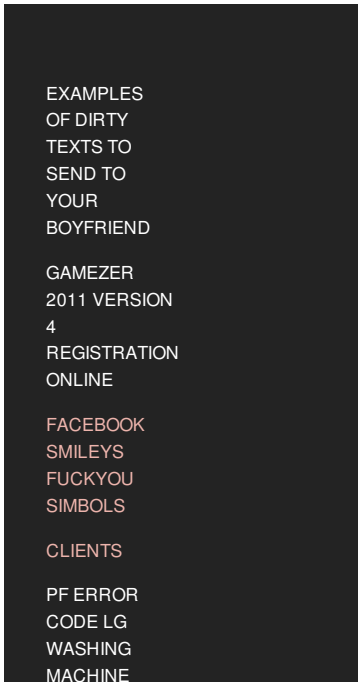 EXAMPLES
OF DIRTY
TEXTS TO
SEND TO
YOUR
BOYFRIEND
GAMEZER
2011 VERSION
4
REGISTRATION
ONLINE
FACEBOOK
SMILEYS
FUCKYOU
SIMBOLS
CLIENTS
PF ERROR
CODE LG
WASHING
MACHINE